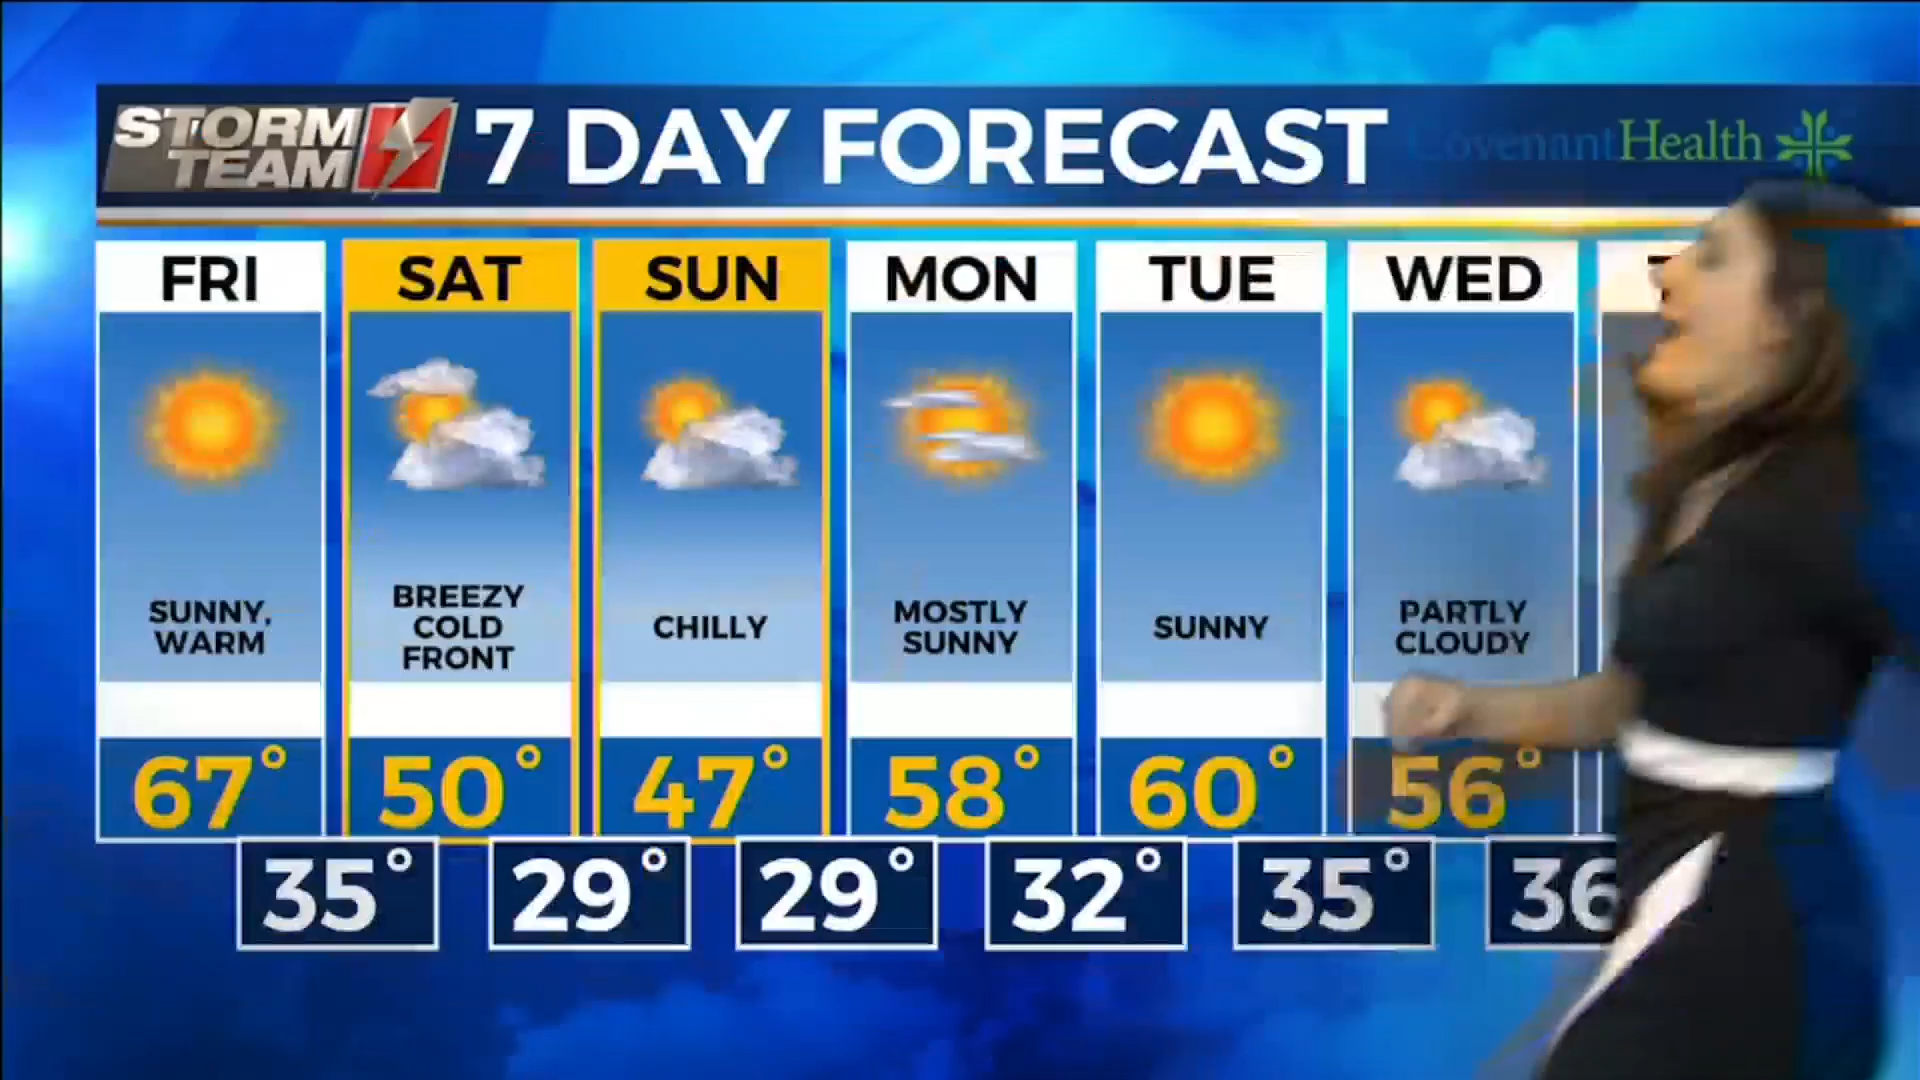 STORM
TEAM
7 DAY FORECAST
CovenantHealth
FRI
SAT
SUN
MON
TUE
WED
SUNNY,
WARM
BREEZY
COLD
FRONT
CHILLY
MOSTLY
SUNNY
SUNNY
PARTLY
CLOUDY
67°
50°
47°
58°
60°
56°
35°
29°
29°
32°
35°
36